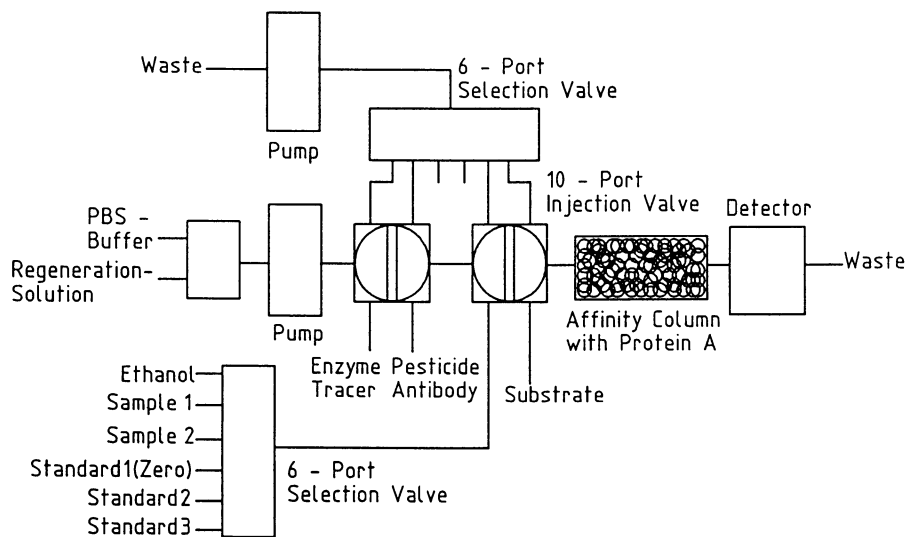 Waste
Pump
6 - Port
Selection Valve
10 - Port
Injection Valve
Detector
PBS -
Buffer
Regeneration-
Solution
Pump
Waste
Affinity Column
with Protein A
Enzyme Pesticide
Tracer Antibody
Substrate
Ethanol
Sample 1
Sample 2
Standard1(Zero)
Standard2
Standard3
6 - Port
Selection Valve